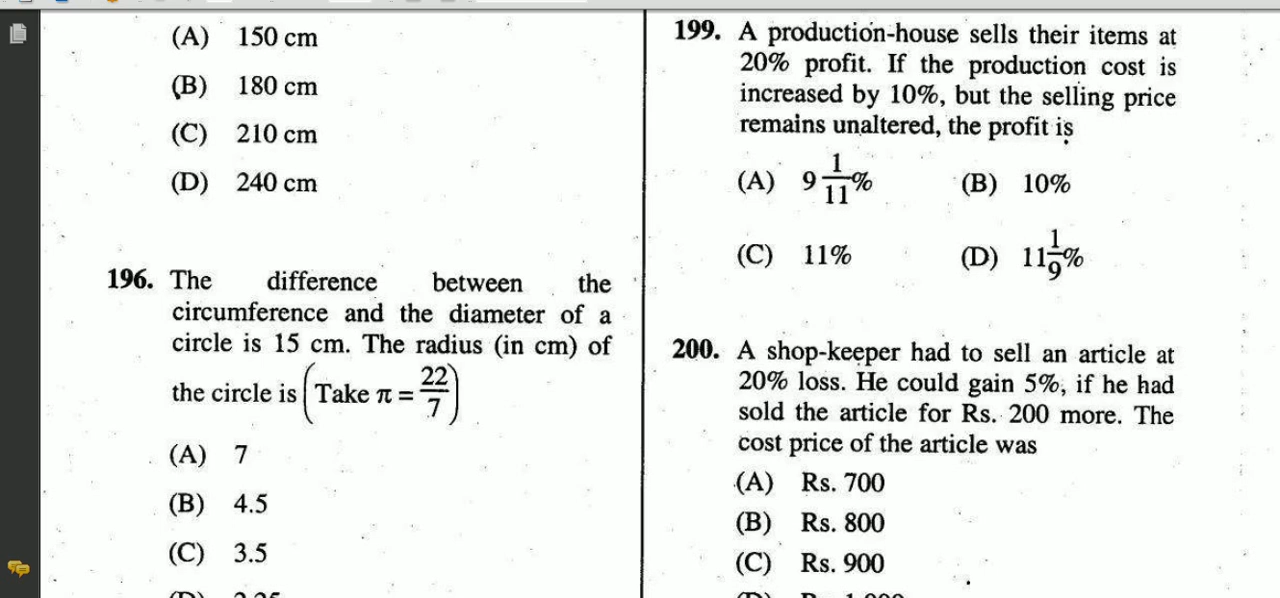 (A) 150 cm
(B) 180 cm
(C) 210 cm
(D) 240 cm
196. The difference between the
circumference and the diameter of a
circle is 15 cm. The radius (in cm) of
the circle is (Take π = 22/7)
(A) 7
(B) 4.5
(C) 3.5
199. A production-house sells their items at
20% profit. If the production cost is
increased by 10%, but the selling price
remains unaltered, the profit is
(A) 9 1/11% (B) 10%
(C) 11% (D) 11 1/9%
200. A shop-keeper had to sell an article at
20% loss. He could gain 5%, if he had
sold the article for Rs. 200 more. The
cost price of the article was
(A) Rs. 700
(B) Rs. 800
(C) Rs. 900